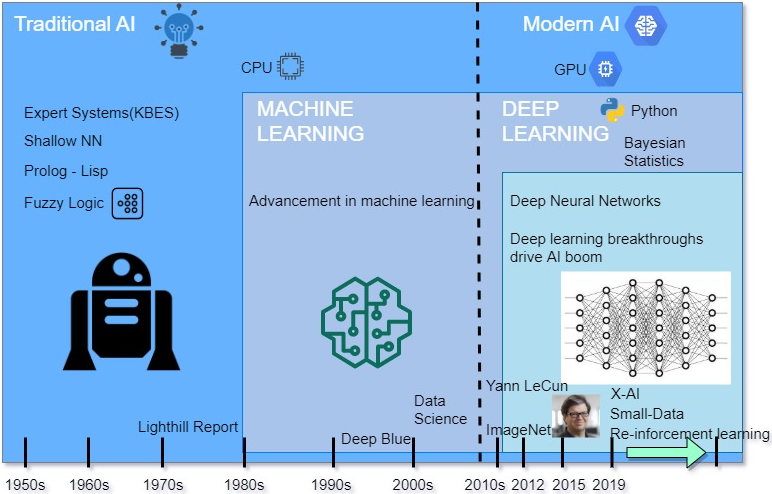 Traditional AI
Modern AI
CPU
GPU
Expert Systems(KBES)
Shallow NN
Prolog - Lisp
Fuzzy Logic
MACHINE
LEARNING
DEEP
LEARNING
Python
Bayesian
Statistics
Advancement in machine learning
Deep Neural Networks
Deep learning breakthroughs
drive AI boom
Yann LeCun
X-AI
Small-Data
Re-inforcement learning
Data
Science
ImageNet
Lighthill Report
Deep Blue
1950s
1960s
1970s
1980s
1990s
2000s
2010s
2012
2015
2019